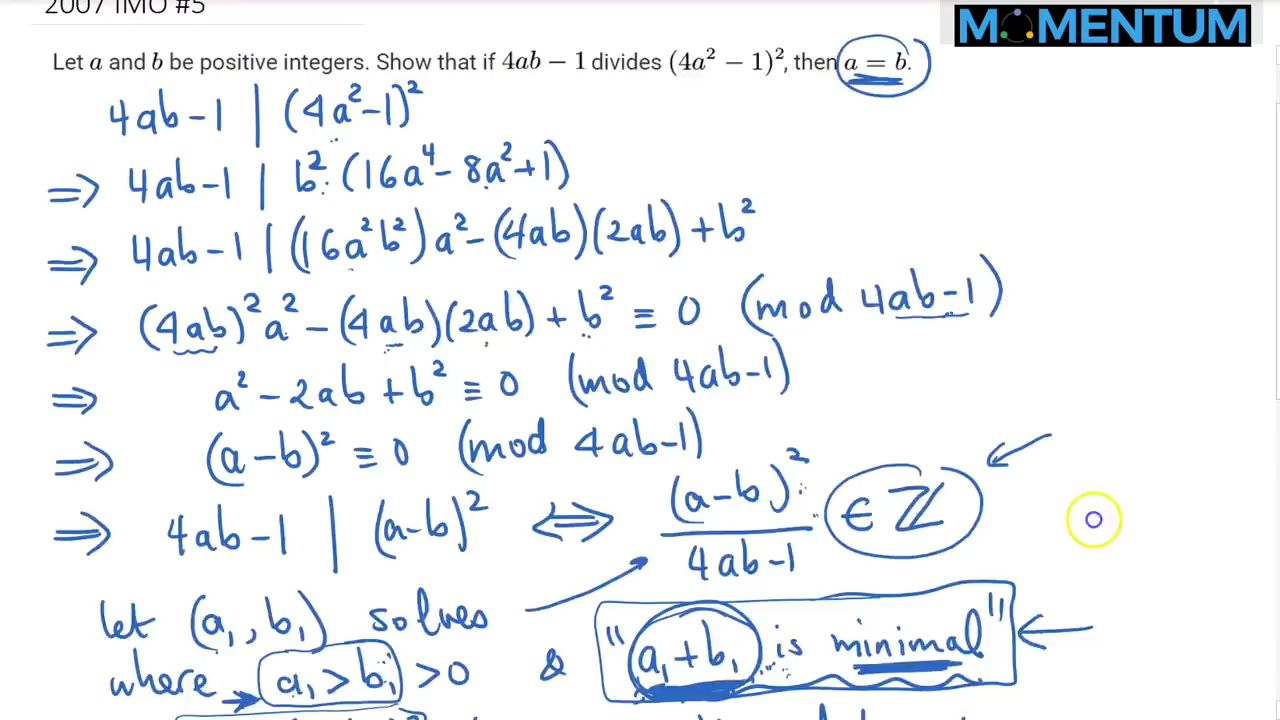 2007 IMO #5
MOMENTUM
Let a and b be positive integers. Show that if 4ab − 1 divides (4a² − 1)², then a = b.
4ab-1 | (4a²-1)²
⇒ 4ab-1 | b² (16a⁴ - 8a² + 1)
⇒ 4ab-1 | (16a²b²) a² - (4ab)(2ab) + b²
⇒ (4ab)² a² - (4ab)(2ab) + b² ≡ 0 (mod 4ab-1)
⇒ a² - 2ab + b² ≡ 0 (mod 4ab-1)
⇒ (a-b)² ≡ 0 (mod 4ab-1)
⇒ 4ab-1 | (a-b)² ⇔ (a-b)² / 4ab-1 ∈ ℤ
let (a₁, b₁) solves
where a₁ > b₁ > 0 & "a₁+b₁ is minimal"